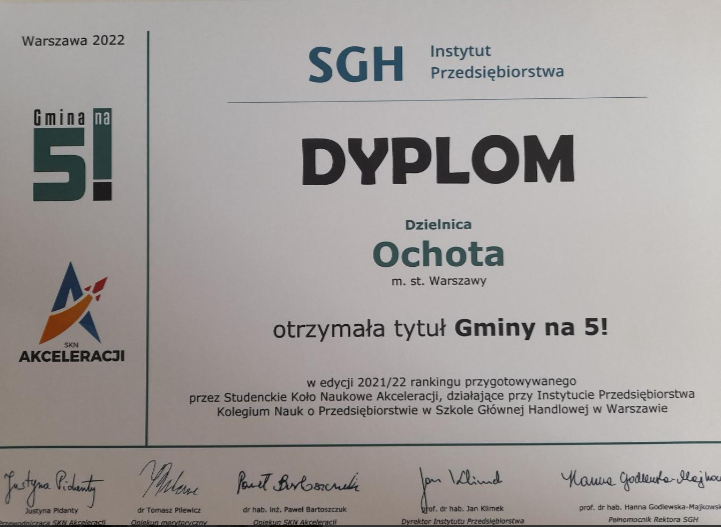 Warszawa 2022
Gmina na
5!
SKN
AKCELERACJI
SGH Instytut
Przedsiębiorstwa
DYPLOM
Dzielnica
Ochota
m. st. Warszawy
otrzymała tytuł Gminy na 5!
w edycji 2021/22 rankingu przygotowywanego
przez Studenckie Koło Naukowe Akceleracji, działające przy Instytucie Przedsiębiorstwa
Kolegium Nauk o Przedsiębiorstwie w Szkole Głównej Handlowej w Warszawie
Justyna Pidanty Paweł Bartoszczuk Jan Klimek Hanna Godlewska-Majkow
Justyna Pidanty dr Tomasz Pilewicz dr hab. inż. Paweł Bartoszczuk prof. dr hab. Jan Klimek prof. dr hab. Hanna Godlewska-Majkowska
Przewodnicząca SKN Akceleracji Opiekun merytoryczny Opiekun SKN Akceleracji Dyrektor Instytutu Przedsiębiorstwa Pełnomocnik Rektora SGH